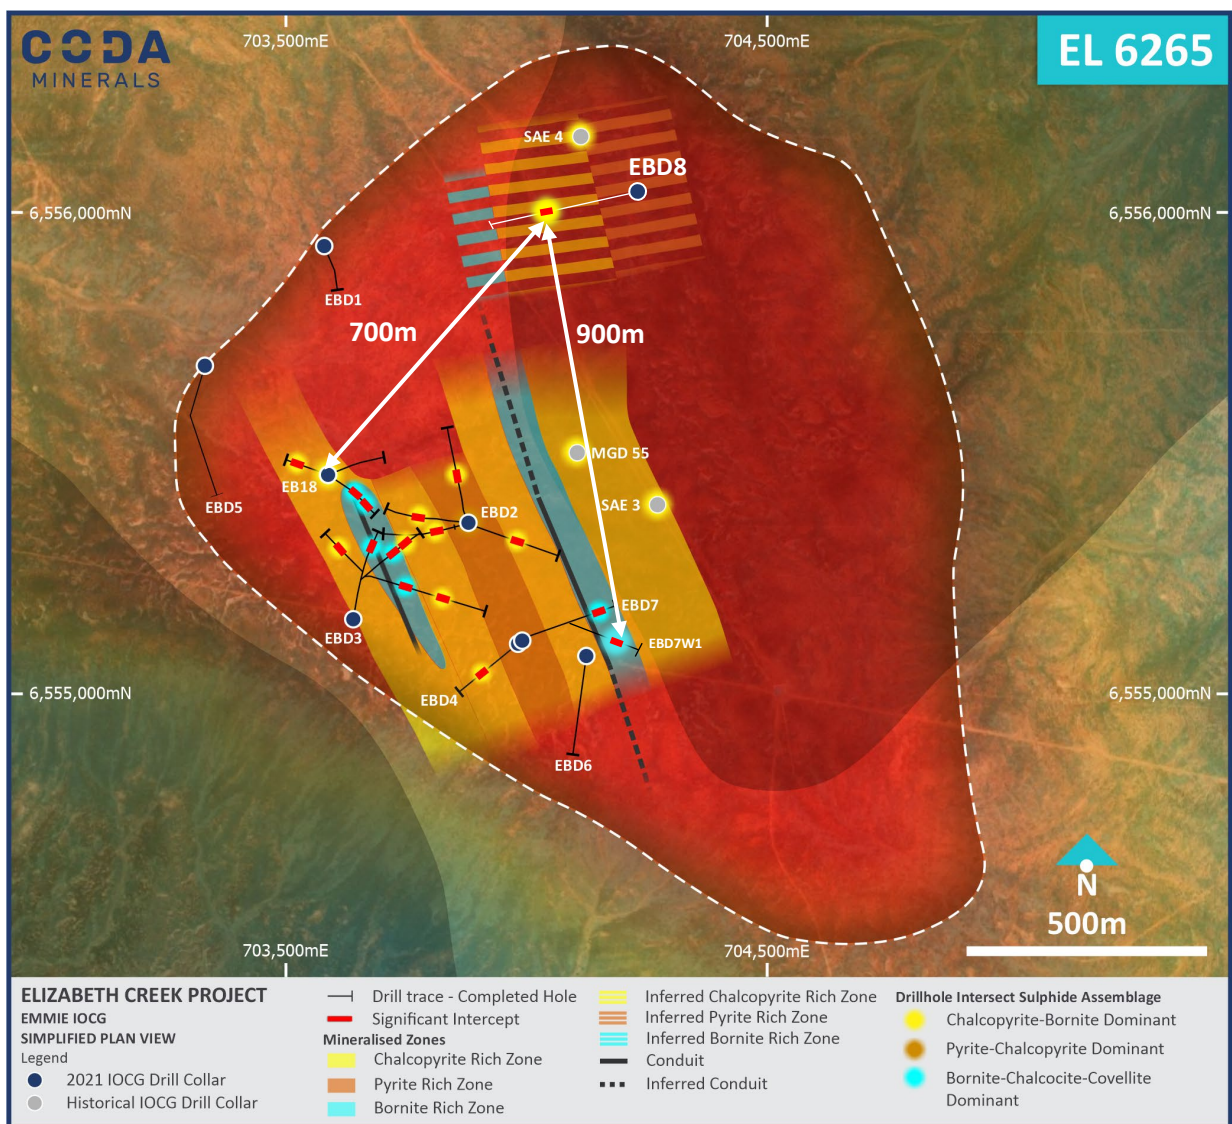 CODA
MINERALS
703,500mE
704,500mE
EL 6265
SAE 4
EBD8
6,556,000mN
6,556,000mN
EBD1
700m
900m
MGD 55
EB18
SAE 3
EBD5
EBD2
EBD7
EBD3
EBD7W1
6,555,000mN
EBD4
6,555,000mN
EBD6
N
500m
703,500mE
704,500mE
ELIZABETH CREEK PROJECT
EMMIE IOCG
SIMPLIFIED PLAN VIEW
Legend
2021 IOCG Drill Collar
Historical IOCG Drill Collar
Drill trace - Completed Hole
Significant Intercept
Mineralised Zones
Chalcopyrite Rich Zone
Pyrite Rich Zone
Bornite Rich Zone
Inferred Chalcopyrite Rich Zone
Inferred Pyrite Rich Zone
Inferred Bornite Rich Zone
Conduit
Inferred Conduit
Drillhole Intersect Sulphide Assemblage
Chalcopyrite-Bornite Dominant
Pyrite-Chalcopyrite Dominant
Bornite-Chalcocite-Covellite
Dominant